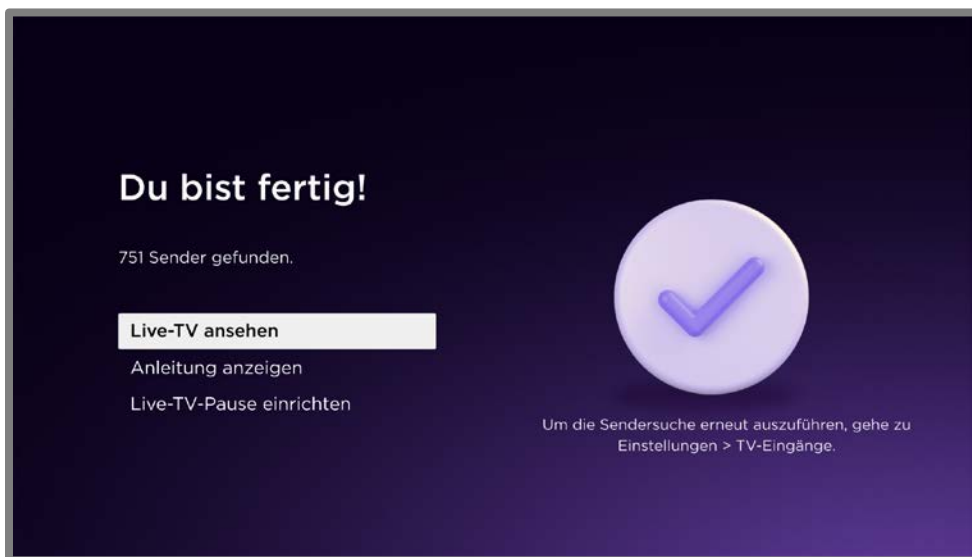 Du bist fertig!
751 Sender gefunden.
Live-TV ansehen
Anleitung anzeigen
Live-TV-Pause einrichten
Um die Sendersuche erneut auszuführen, gehe zu
Einstellungen > TV-Eingänge.